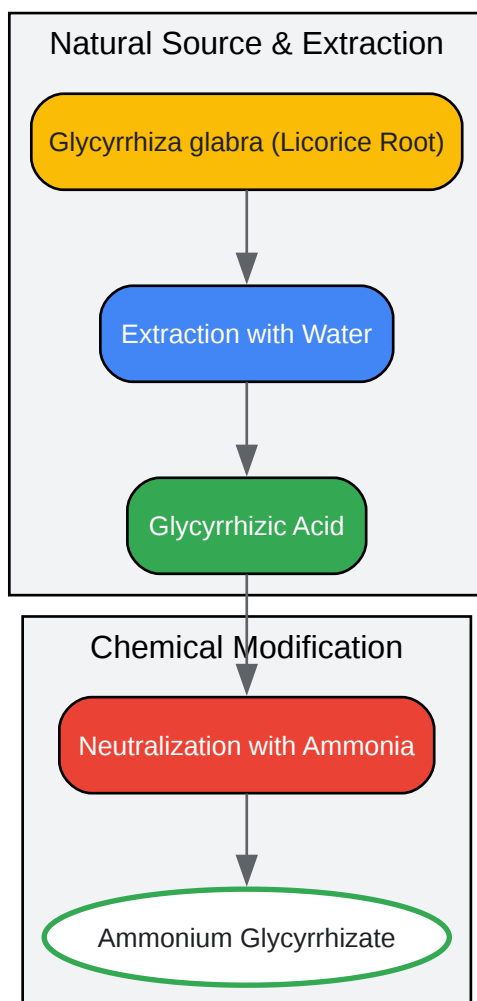 Natural Source & Extraction
Glycyrrhiza glabra (Licorice Root)
Extraction with Water
Glycyrrhizic Acid
Chemical Modification
Neutralization with Ammonia
Ammonium Glycyrrhizate